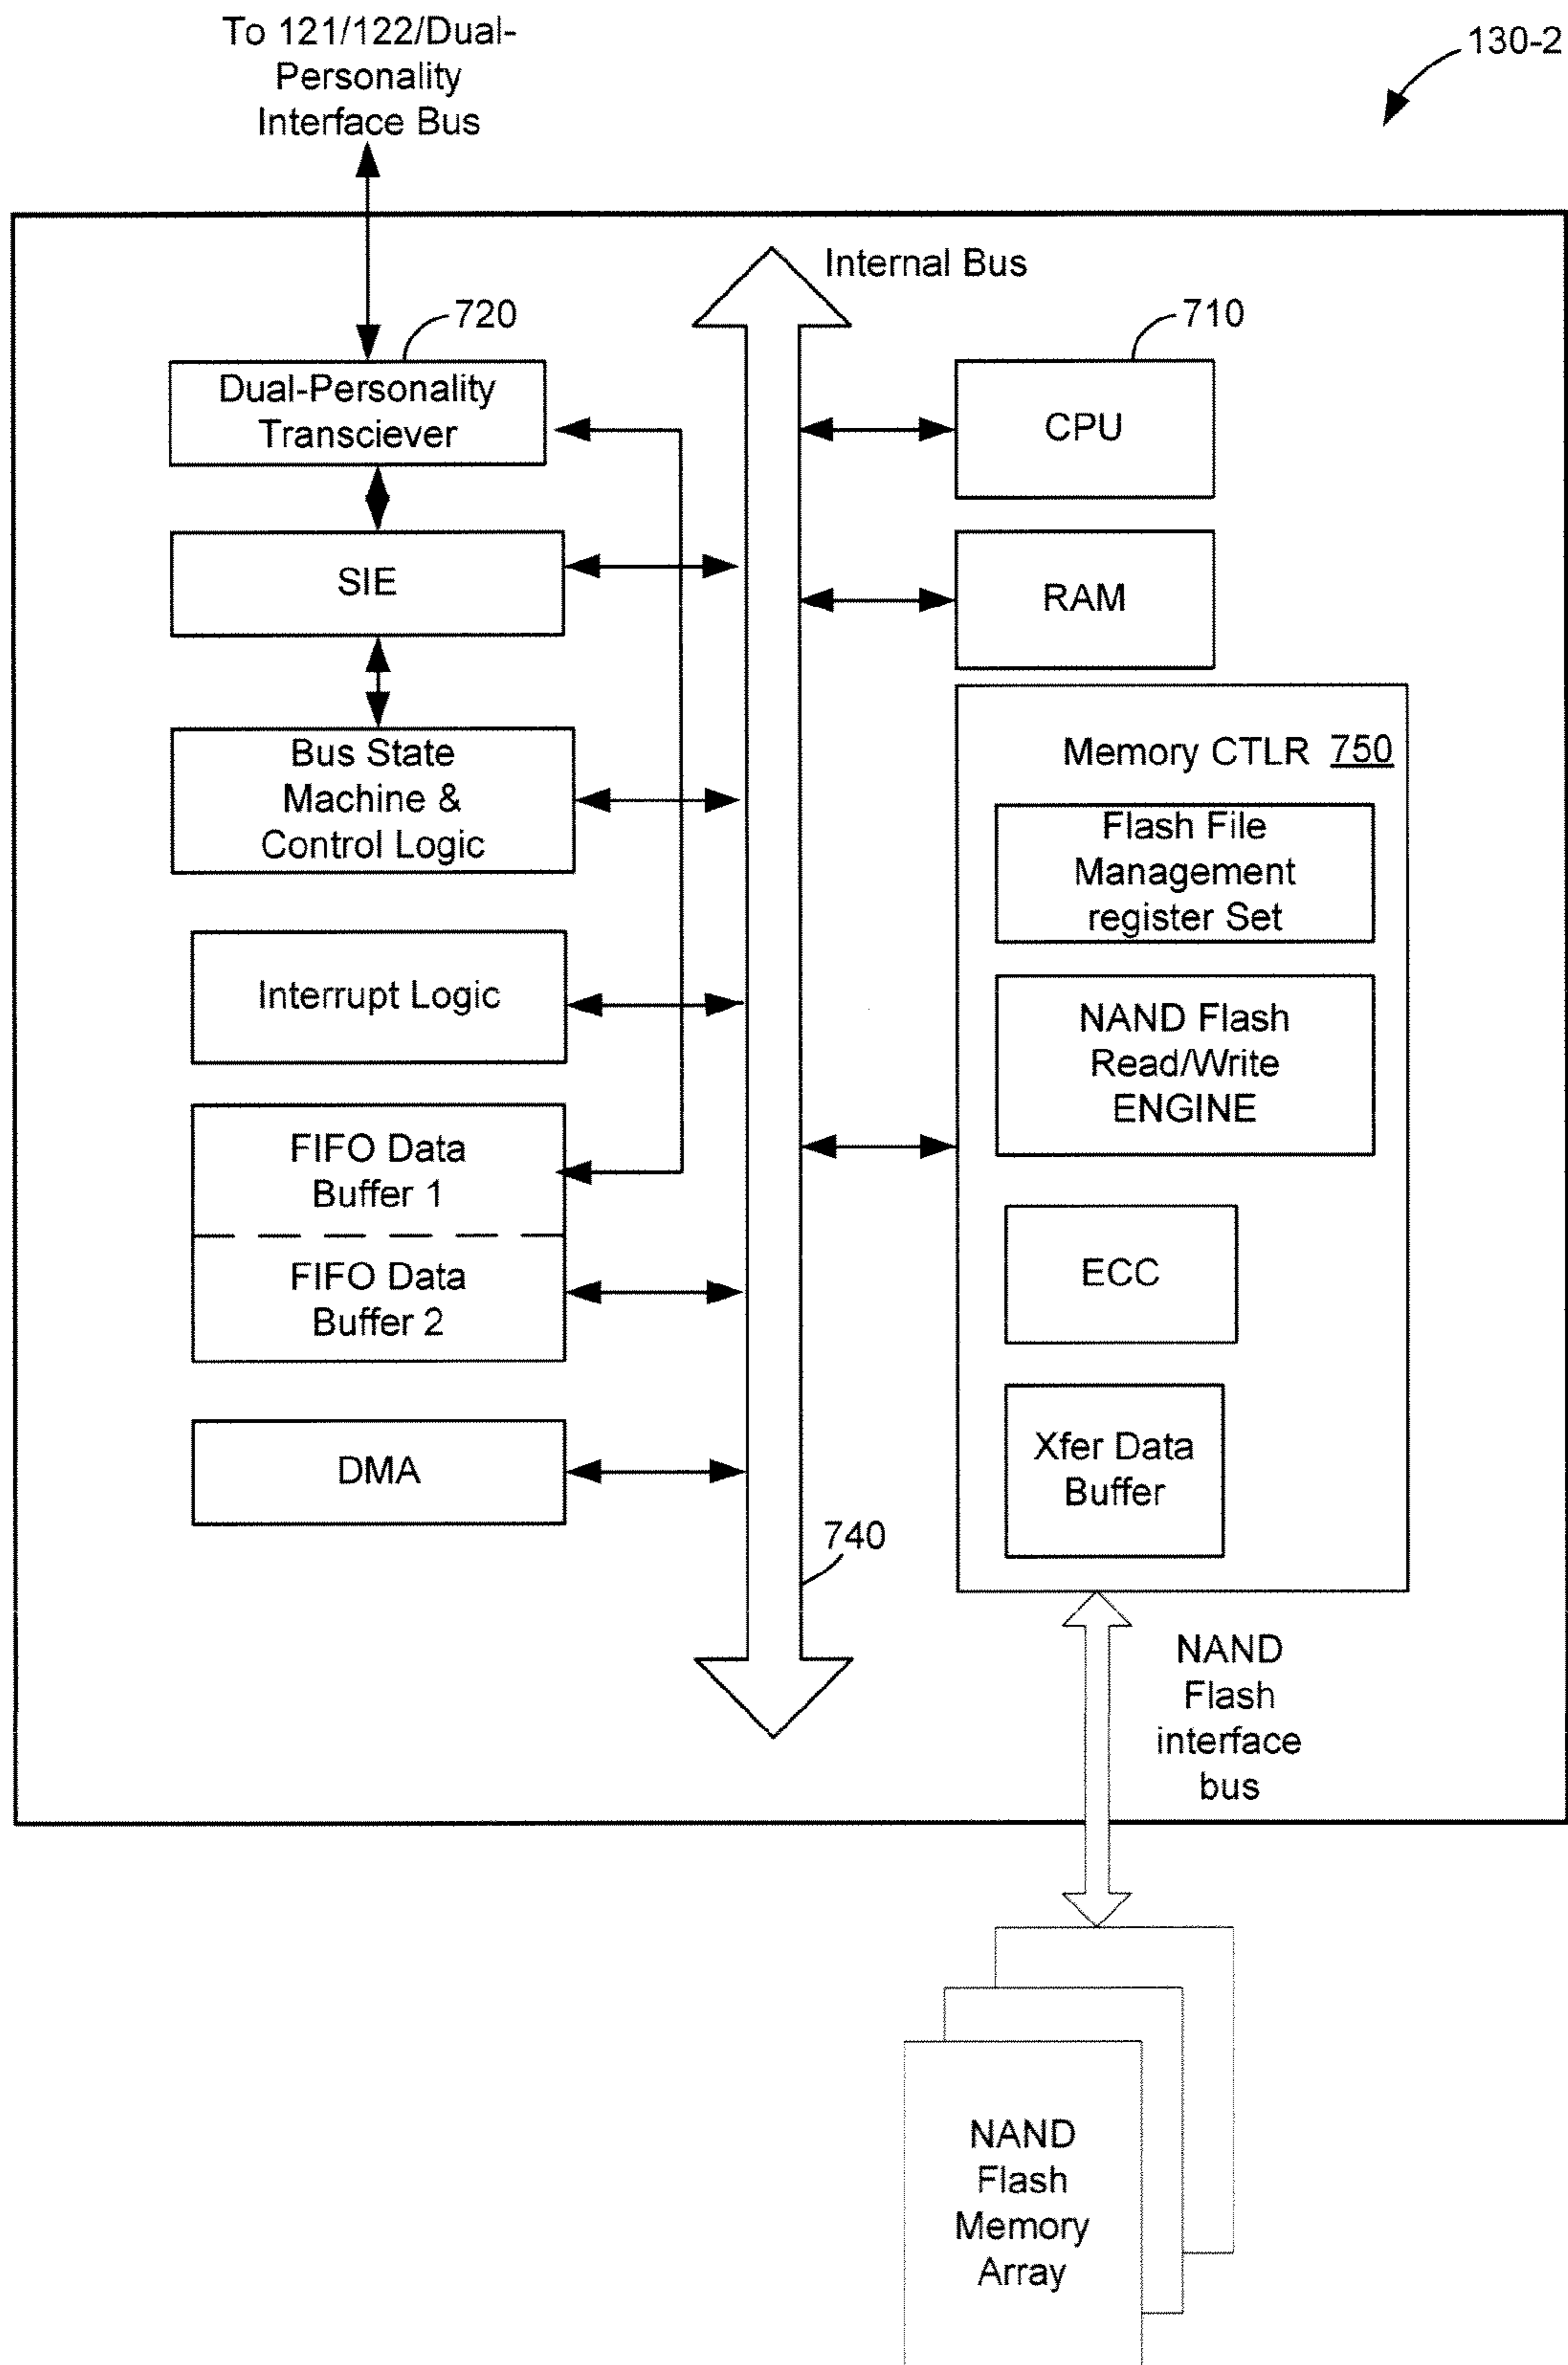 To 121/122/Dual-
Personality
Interface Bus
130-2
Internal Bus
720
710
Dual-Personality
Transciever
CPU
SIE
RAM
Bus State
Machine &
Control Logic
Memory CTLR 750
Flash File
Management
register Set
Interrupt Logic
NAND Flash
Read/Write
ENGINE
FIFO Data
Buffer 1
FIFO Data
Buffer 2
ECC
DMA
Xfer Data
Buffer
740
NAND
Flash
interface
bus
NAND
Flash
Memory
Array